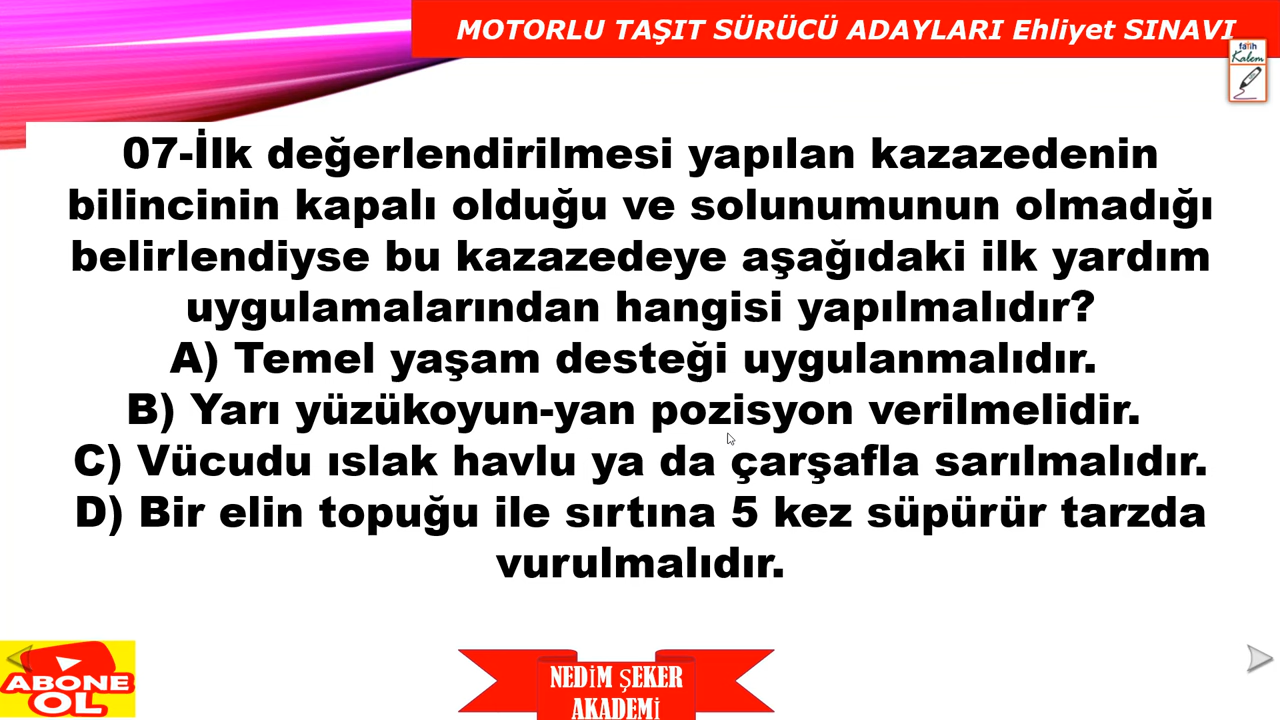 MOTORLU TAŞIT SÜRÜCÜ ADAYLARI Ehliyet SINAVI
fatih
Kalem
07-İlk değerlendirilmesi yapılan kazazedenin
bilincinin kapalı olduğu ve solunumunun olmadığı
belirlendiyse bu kazazedeye aşağıdaki ilk yardım
uygulamalarından hangisi yapılmalıdır?
A) Temel yaşam desteği uygulanmalıdır.
B) Yarı yüzükoyun-yan pozisyon verilmelidir.
C) Vücudu ıslak havlu ya da çarşafla sarılmalıdır.
D) Bir elin topuğu ile sırtına 5 kez süpürür tarzda
vurulmalıdır.
ABONE
OL
NEDİM ŞEKER
AKADEMİ